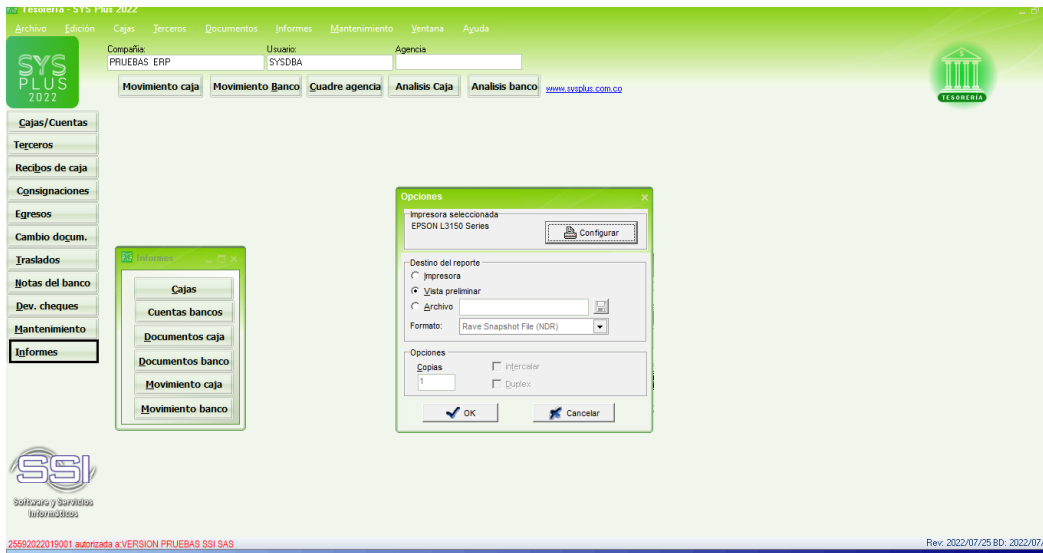 Tesorería - SYS Plus 2022
Archivo Edición Cajas Terceros Documentos Informes Mantenimiento Ventana Ayuda
SYS
PLUS
2022
Compañia: Usuario: Agencia
PRUEBAS ERP SYSDBA
Movimiento caja Movimiento Banco Cuadre agencia Analisis Caja Analisis banco www.sysplus.com.co
TESORERÍA
Cajas/Cuentas
Terceros
Recibos de caja
Consignaciones
Egresos
Cambio docum.
Traslados
Notas del banco
Dev. cheques
Mantenimiento
Informes
Informes
Cajas
Cuentas bancos
Documentos caja
Documentos banco
Movimiento caja
Movimiento banco
Opciones
Impresora seleccionada
EPSON L3150 Series
Configurar
Destino del reporte
Impresora
Vista preliminar
Archivo
Formato: Rave Snapshot File (NDR)
Opciones
Copias Intercalar
1 Duplex
OK Cancelar
SSI
Software y Servicios
Informáticos
25592022019001 autorizada a:VERSION PRUEBAS SSI SAS Rev: 2022/07/25 BD: 2022/07/